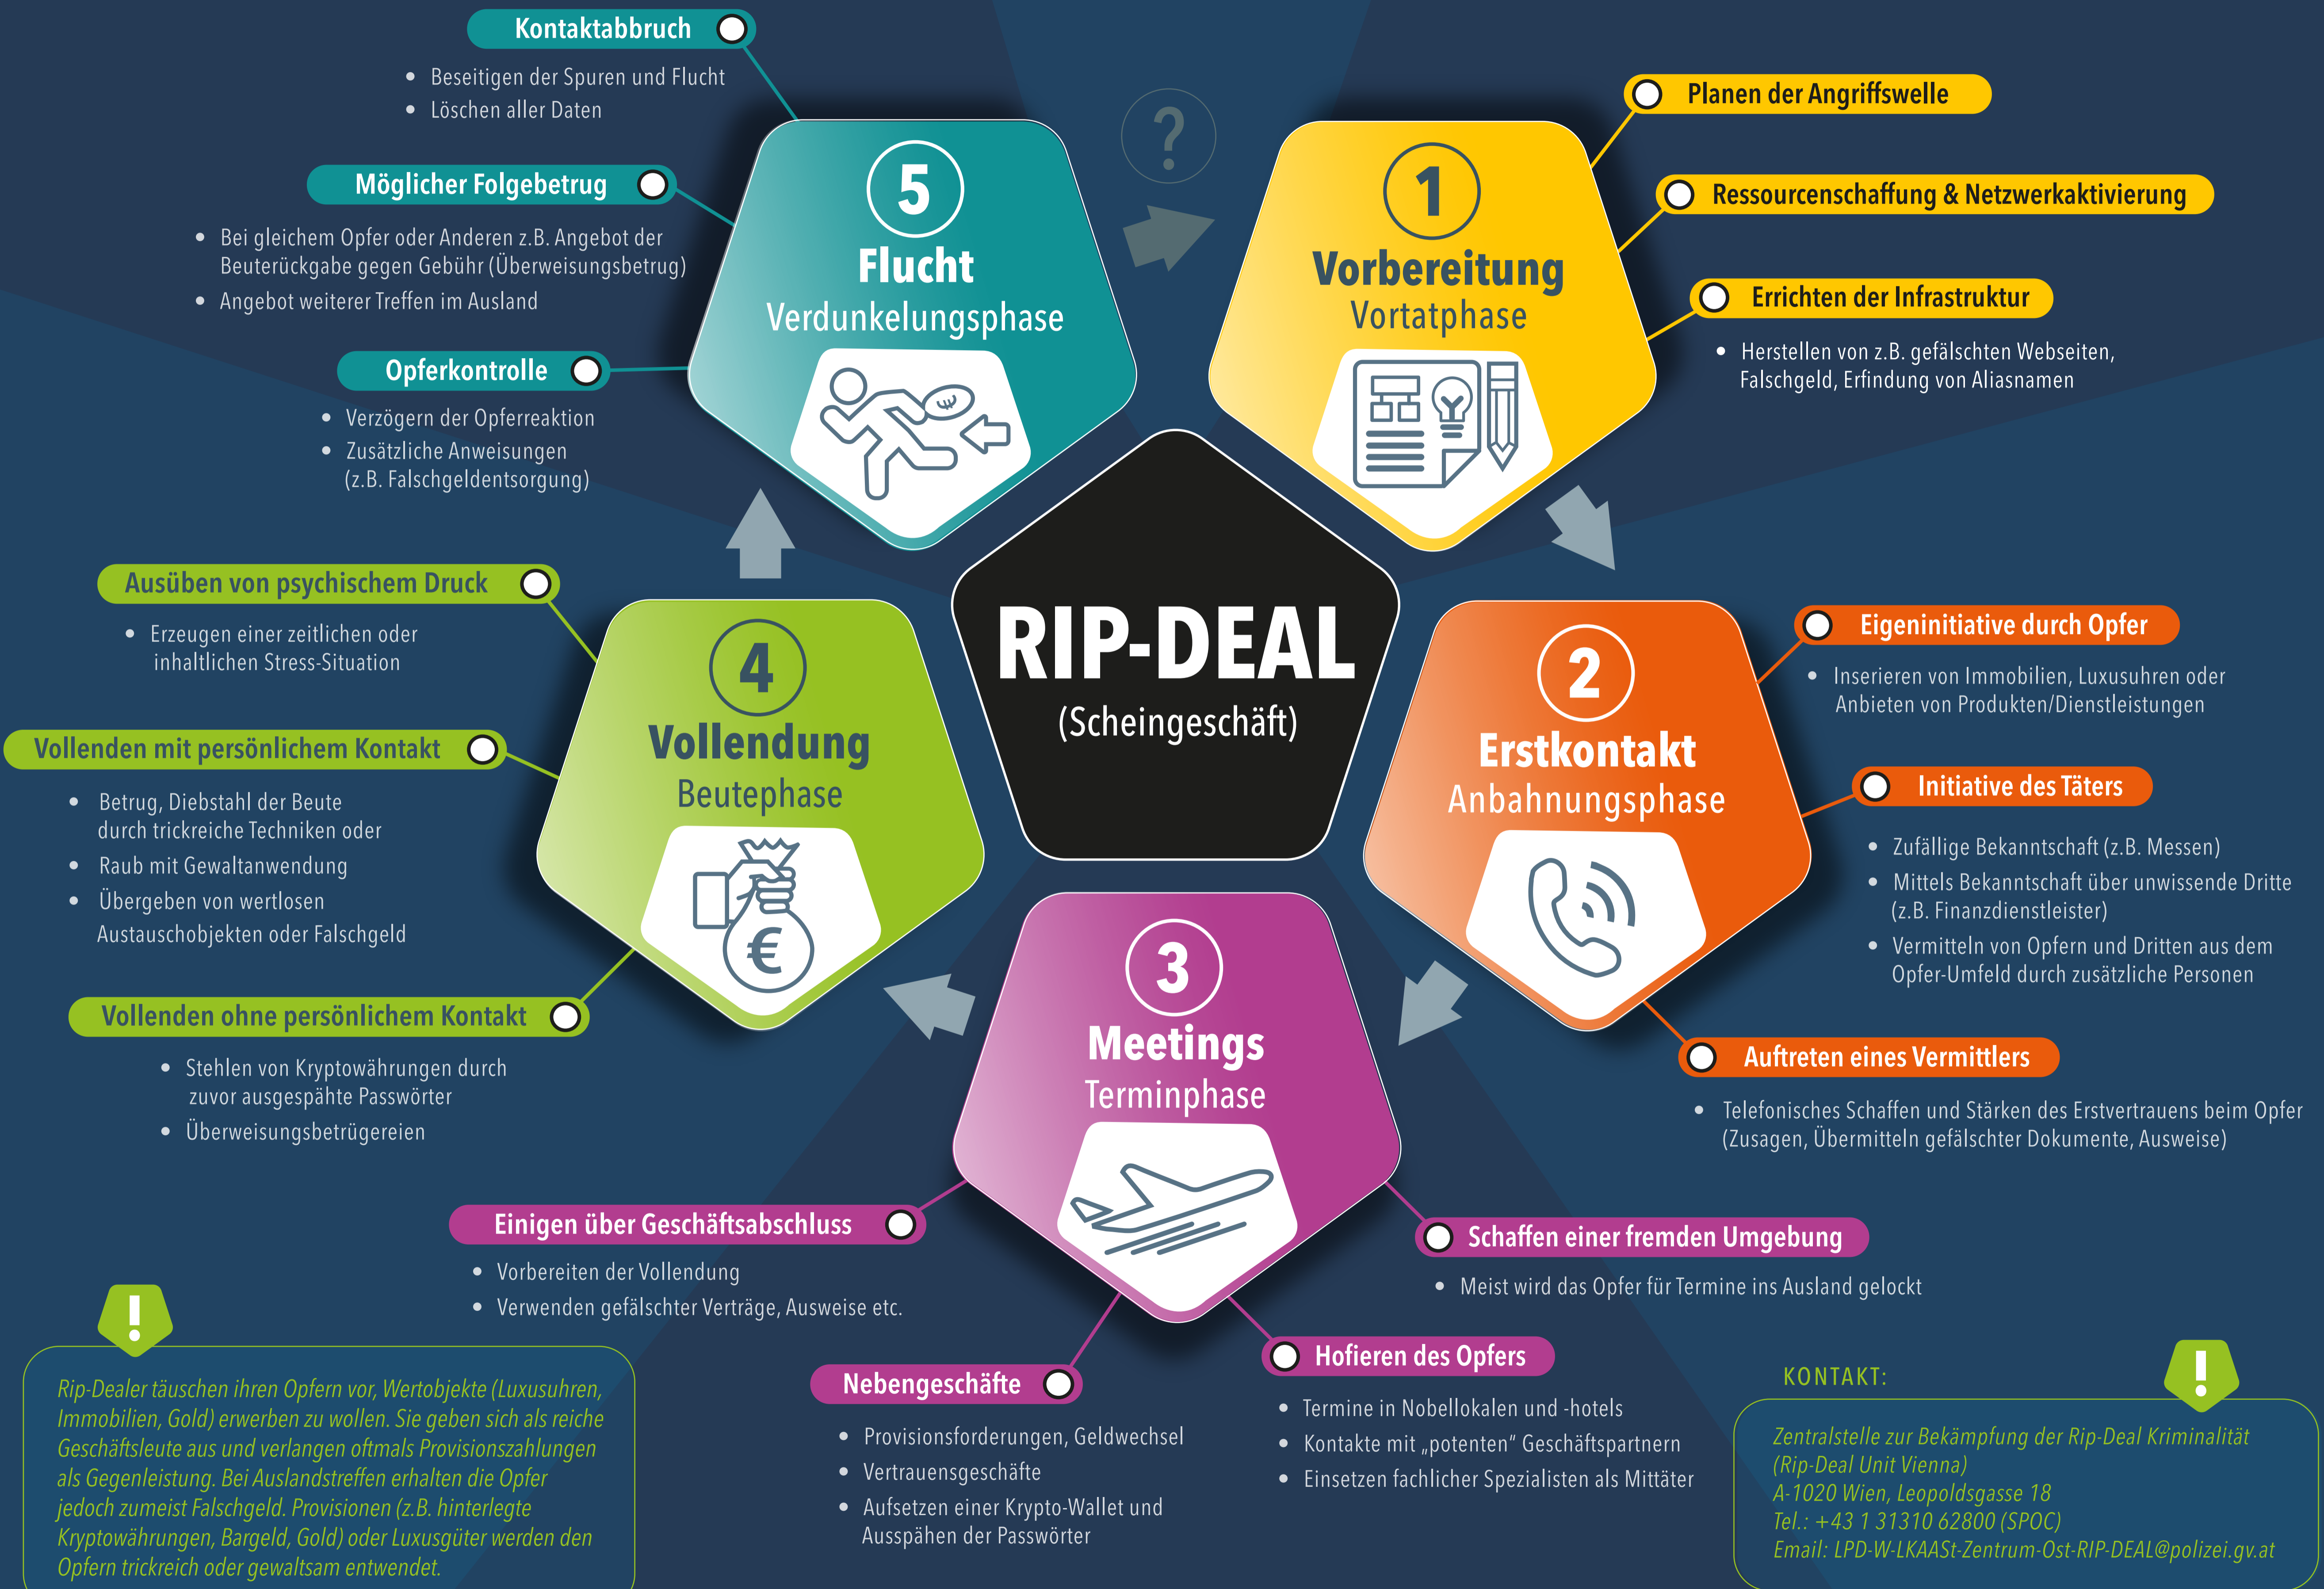 RIP-DEAL
(Scheingeschäft)
?
1
Vorbereitung
Vortatphase
Planen der Angriffswelle
Ressourcenschaffung & Netzwerkaktivierung
Errichten der Infrastruktur
• Herstellen von z.B. gefälschten Webseiten,
Falschgeld, Erfindung von Aliasnamen
2
Erstkontakt
Anbahnungsphase
Eigeninitiative durch Opfer
• Inserieren von Immobilien, Luxusuhren oder
Anbieten von Produkten/Dienstleistungen
Initiative des Täters
• Zufällige Bekanntschaft (z.B. Messen)
• Mittels Bekanntschaft über unwissende Dritte
(z.B. Finanzdienstleister)
• Vermitteln von Opfern und Dritten aus dem
Opfer-Umfeld durch zusätzliche Personen
Auftreten eines Vermittlers
• Telefonisches Schaffen und Stärken des Erstvertrauens beim Opfer
(Zusagen, Übermitteln gefälschter Dokumente, Ausweise)
3
Meetings
Terminphase
Schaffen einer fremden Umgebung
• Meist wird das Opfer für Termine ins Ausland gelockt
Hofieren des Opfers
• Termine in Nobellokalen und -hotels
• Kontakte mit „potenten“ Geschäftspartnern
• Einsetzen fachlicher Spezialisten als Mittäter
Nebengeschäfte
• Provisionsforderungen, Geldwechsel
• Vertrauensgeschäfte
• Aufsetzen einer Krypto-Wallet und
Ausspähen der Passwörter
Einigen über Geschäftsabschluss
• Vorbereiten der Vollendung
• Verwenden gefälschter Verträge, Ausweise etc.
4
Vollendung
Beutephase
€
Vollenden ohne persönlichem Kontakt
• Stehlen von Kryptowährungen durch
zuvor ausgespähte Passwörter
• Überweisungsbetrügereien
Vollenden mit persönlichem Kontakt
• Betrug, Diebstahl der Beute
durch trickreiche Techniken oder
• Raub mit Gewaltanwendung
• Übergeben von wertlosen
Austauschobjekten oder Falschgeld
Ausüben von psychischem Druck
• Erzeugen einer zeitlichen oder
inhaltlichen Stress-Situation
5
Flucht
Verdunkelungsphase
€
Opferkontrolle
• Verzögern der Opferreaktion
• Zusätzliche Anweisungen
(z.B. Falschgeldentsorgung)
Möglicher Folgebetrug
• Bei gleichem Opfer oder Anderen z.B. Angebot der
Beuterückgabe gegen Gebühr (Überweisungsbetrug)
• Angebot weiterer Treffen im Ausland
Kontaktabbruch
• Beseitigen der Spuren und Flucht
• Löschen aller Daten
!
Rip-Dealer täuschen ihren Opfern vor, Wertobjekte (Luxusuhren,
Immobilien, Gold) erwerben zu wollen. Sie geben sich als reiche
Geschäftsleute aus und verlangen oftmals Provisionszahlungen
als Gegenleistung. Bei Auslandstreffen erhalten die Opfer
jedoch zumeist Falschgeld. Provisionen (z.B. hinterlegte
Kryptowährungen, Bargeld, Gold) oder Luxusgüter werden den
Opfern trickreich oder gewaltsam entwendet.
KONTAKT:
!
Zentralstelle zur Bekämpfung der Rip-Deal Kriminalität
(Rip-Deal Unit Vienna)
A-1020 Wien, Leopoldsgasse 18
Tel.: +43 1 31310 62800 (SPOC)
Email: LPD-W-LKAASt-Zentrum-Ost-RIP-DEAL@polizei.gv.at